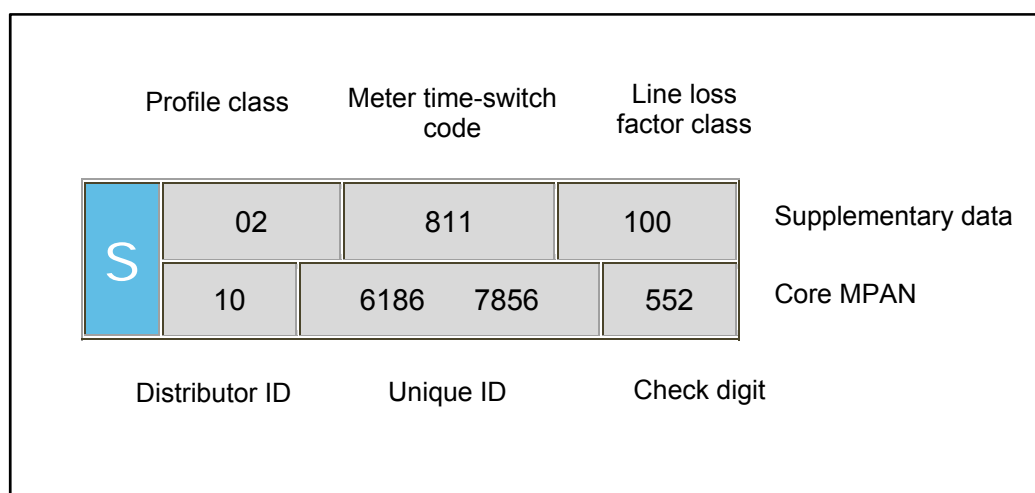 Profile class Meter time-switch code Line loss factor class
S
02 811 100 Supplementary data
10 6186 7856 552 Core MPAN
Distributor ID Unique ID Check digit